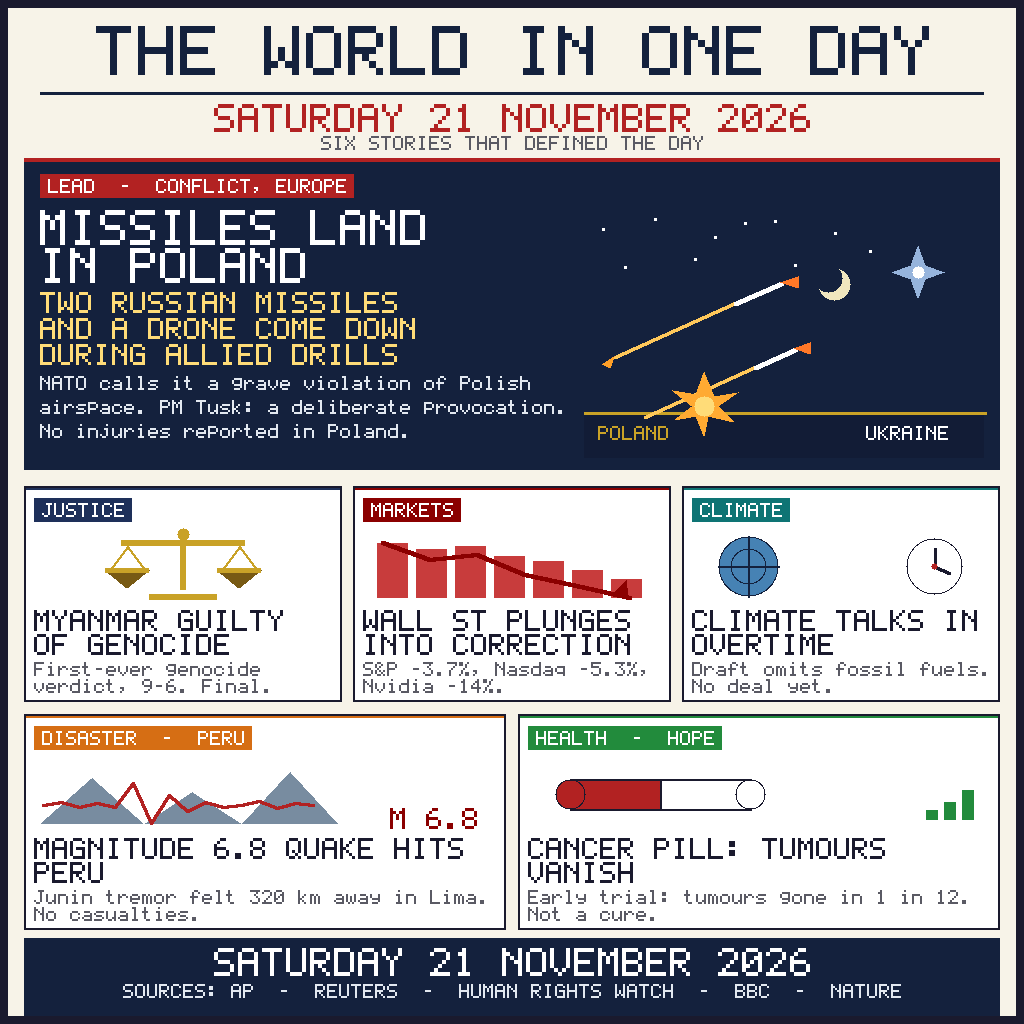 THE WORLD IN ONE DAY
SATURDAY 21 NOVEMBER 2026
SIX STORIES THAT DEFINED THE DAY
LEAD - CONFLICT, EUROPE
MISSILES LAND
IN POLAND
TWO RUSSIAN MISSILES
AND A DRONE COME DOWN
DURING ALLIED DRILLS
NATO calls it a grave violation of Polish
airspace. PM Tusk: a deliberate provocation.
No injuries reported in Poland.
POLAND
UKRAINE
JUSTICE
MYANMAR GUILTY
OF GENOCIDE
First-ever genocide
verdict, 9-6. Final.
MARKETS
WALL ST PLUNGES
INTO CORRECTION
S&P -3.7%, Nasdaq -5.3%,
Nvidia -14%.
CLIMATE
CLIMATE TALKS IN
OVERTIME
Draft omits fossil fuels.
No deal yet.
DISASTER - PERU
M 6.8
MAGNITUDE 6.8 QUAKE HITS
PERU
Junin tremor felt 320 km away in Lima.
No casualties.
HEALTH - HOPE
CANCER PILL: TUMOURS
VANISH
Early trial: tumours gone in 1 in 12.
Not a cure.
SATURDAY 21 NOVEMBER 2026
SOURCES: AP - REUTERS - HUMAN RIGHTS WATCH - BBC - NATURE